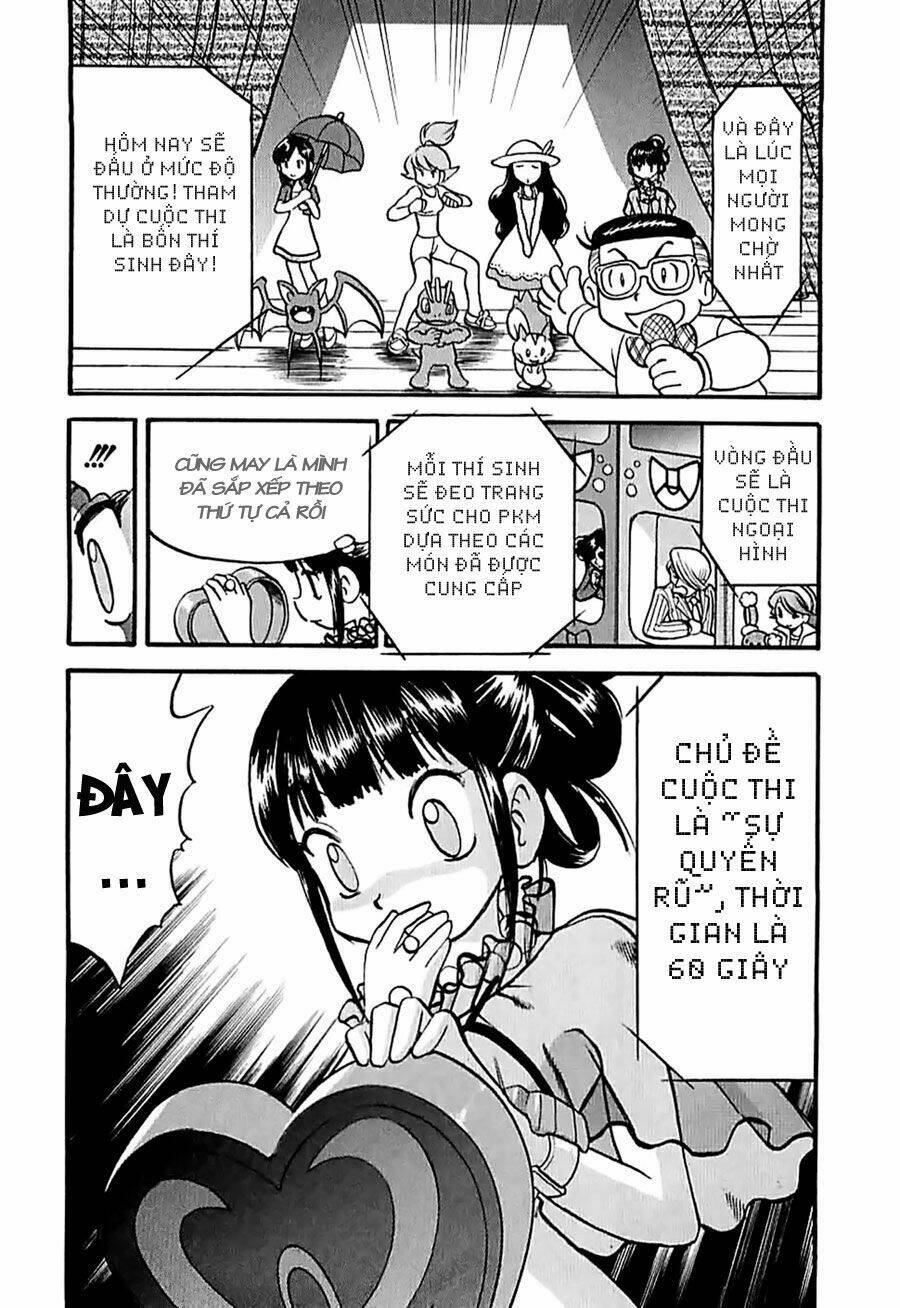 VÀ ĐÂY
LÀ LÚC
MỌI
NGƯỜI
MONG
CHỜ
NHẤT
HÔM NAY SẼ
ĐẤU Ở MỨC ĐỘ
THƯỜNG! THAM
DỰ CUỘC THI
LÀ BỐN THÍ
SINH ĐÂY!
VÒNG ĐẦU
SẼ LÀ
CUỘC THI
NGOẠI
HÌNH
MỖI THÍ SINH
SẼ ĐEO TRANG
SỨC CHO PKM
DỰA THEO CÁC
MÓN ĐÃ ĐƯỢC
CUNG CẤP
CŨNG MAY LÀ MÌNH
ĐÃ SẮP XẾP THEO
THỨ TỰ CẢ RỒI
!!!
CHỦ ĐỀ
CUỘC THI
LÀ ~SỰ
QUYẾN
RŨ~, THỜI
GIAN LÀ
60 GIÂY
ĐÂY
...